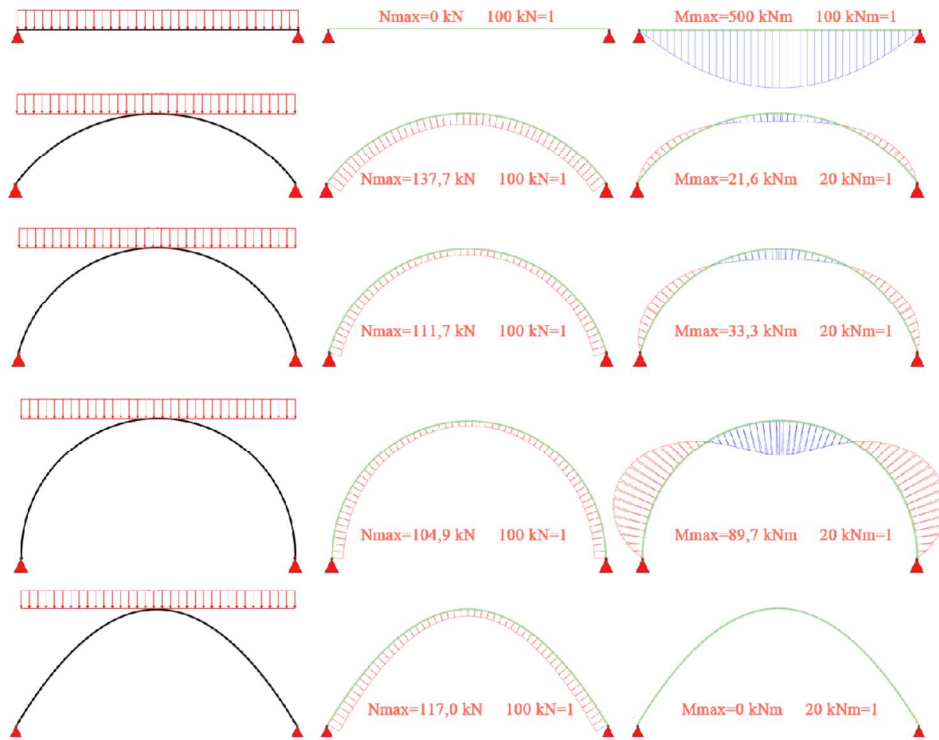 Nmax=0 kN 100 kN=1 Mmax=500 kNm 100 kNm=1
Nmax=137,7 kN 100 kN=1 Mmax=21,6 kNm 20 kNm=1
Nmax=111,7 kN 100 kN=1 Mmax=33,3 kNm 20 kNm=1
Nmax=104,9 kN 100 kN=1 Mmax=89,7 kNm 20 kNm=1
Nmax=117,0 kN 100 kN=1 Mmax=0 kNm 20 kNm=1